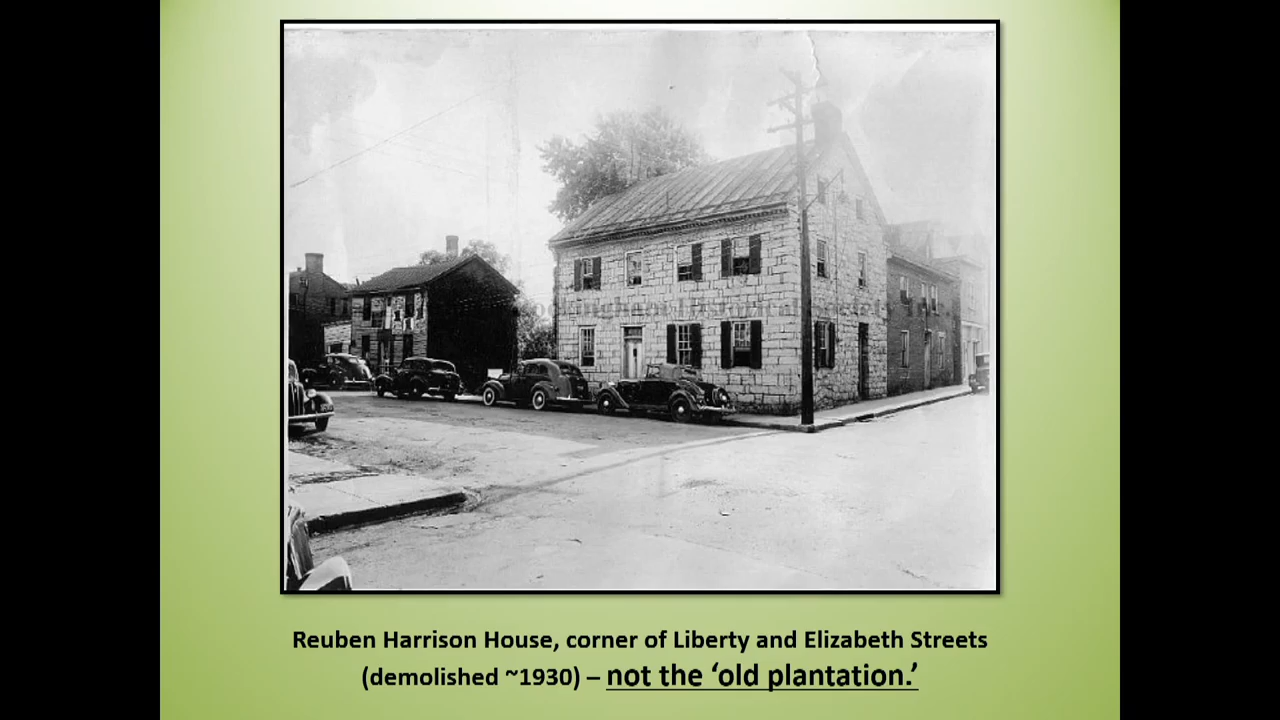 Reuben Harrison House, corner of Liberty and Elizabeth Streets
(demolished ~1930) – not the ‘old plantation.’